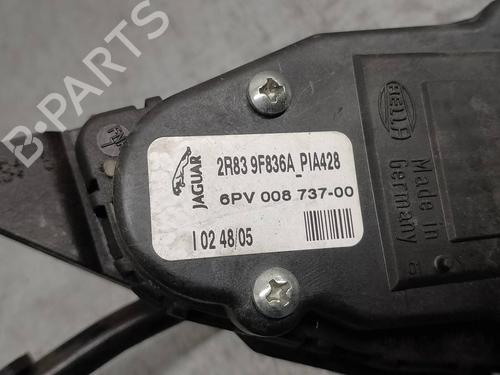 B-PARTS
JAGUAR
2R83 9F836A_PIA428
6PV 008 737-00
I 02 48/05
HELLA
Made in
Germany